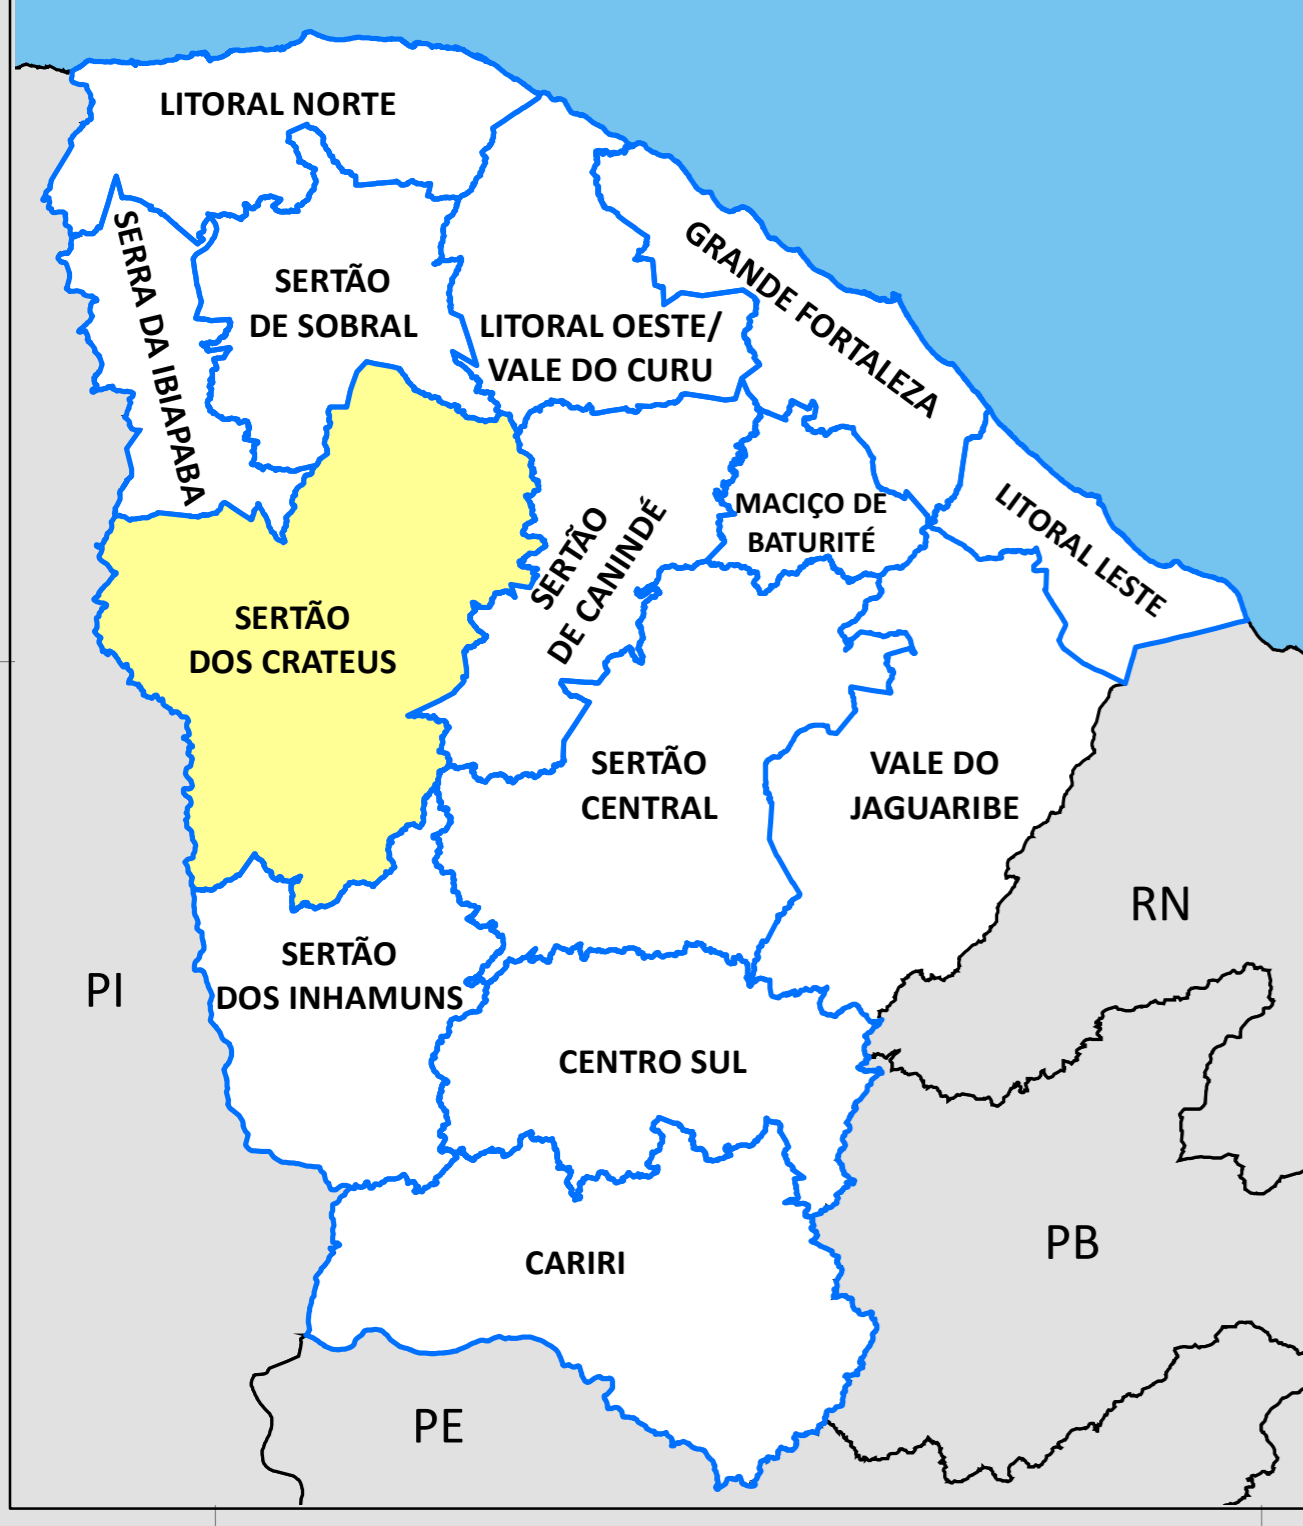 LITORAL NORTE
SERRA DA IBIAPABA
SERTÃO
DE SOBRAL
LITORAL OESTE/
VALE DO CURU
GRANDE FORTALEZA
SERTÃO
DE CANINDÉ
MACIÇO DE
BATURITÉ
LITORAL LESTE
SERTÃO
DOS CRATEUS
SERTÃO
CENTRAL
VALE DO
JAGUARIBE
RN
SERTÃO
DOS INHAMUNS
PI
CENTRO SUL
PB
CARIRI
PE